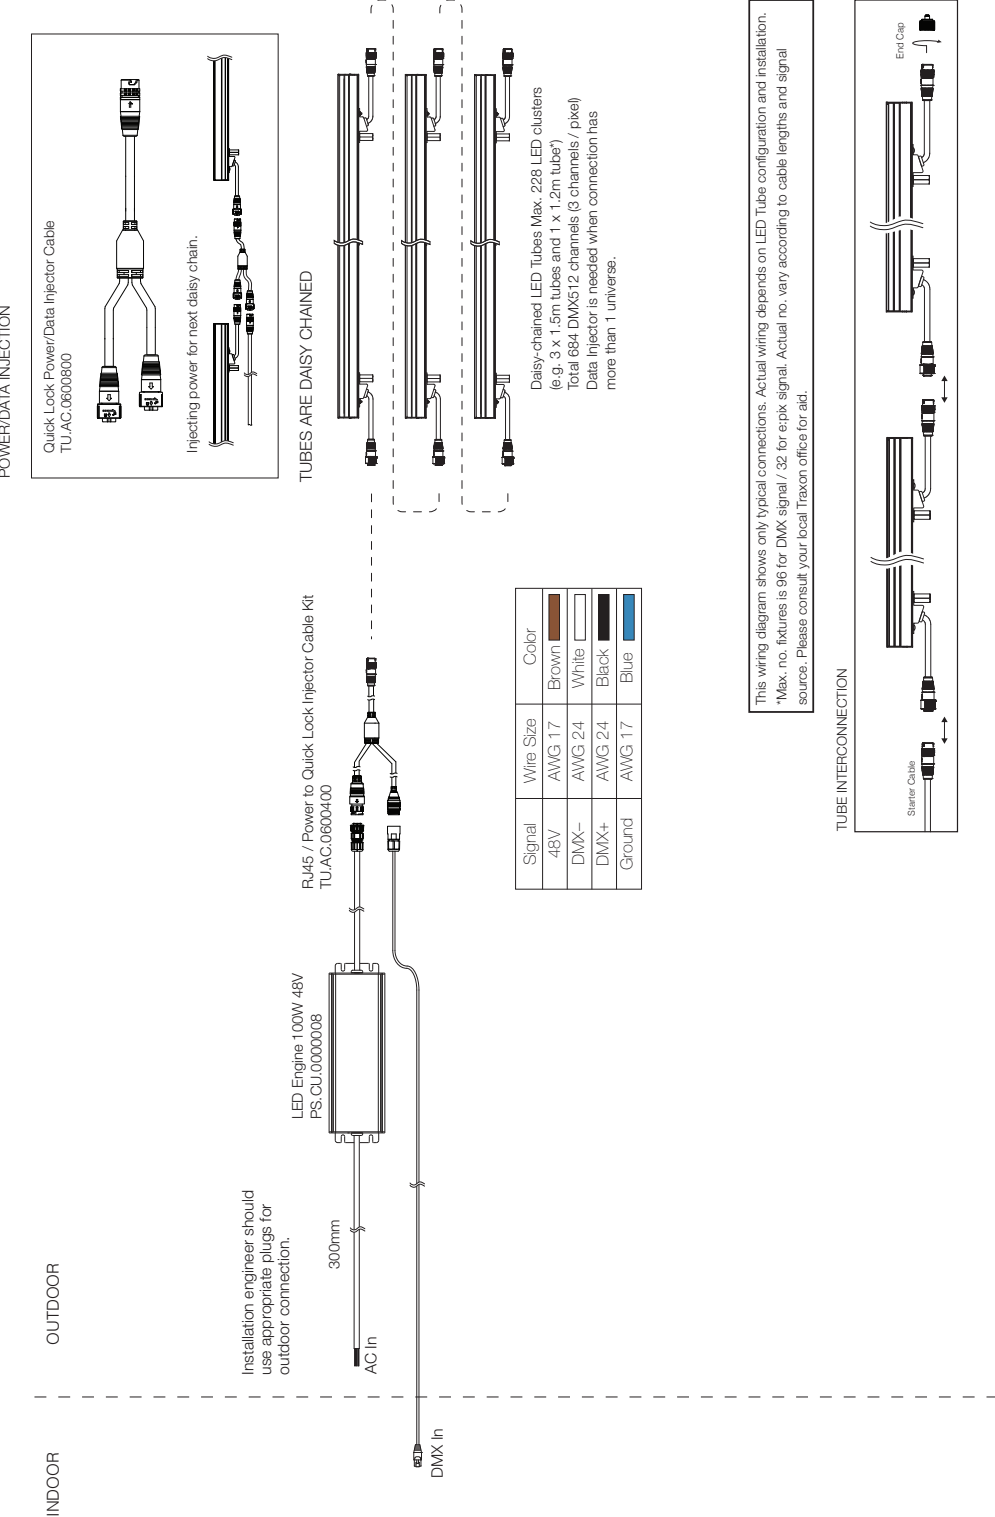 INDOOR
OUTDOOR
POWER/DATA INJECTION
Quick Lock Power/Data Injector Cable
TU.AC.0600800
Injecting power for next daisy chain.
Installation engineer should
use appropriate plugs for
outdoor connection.
300mm
AC In
DMX In
LED Engine 100W 48V
PS.CU.0000008
RJ45 / Power to Quick Lock Injector Cable Kit
TU.AC.0600400
TUBES ARE DAISY CHAINED
Daisy-chained LED Tubes Max. 228 LED clusters
(e.g. 3 x 1.5m tubes and 1 x 1.2m tube*)
Total 684 DMX512 channels (3 channels / pixel)
Data Injector is needed when connection has
more than 1 universe.
Signal Wire Size Color
48V AWG 17 Brown
DMX– AWG 24 White
DMX+ AWG 24 Black
Ground AWG 17 Blue
This wiring diagram shows only typical connections. Actual wiring depends on LED Tube configuration and installation.
*Max. no. fixtures is 96 for DMX signal / 32 for e:pix signal. Actual no. vary according to cable lengths and signal
source. Please consult your local Traxon office for aid.
TUBE INTERCONNECTION
Starter Cable
End Cap